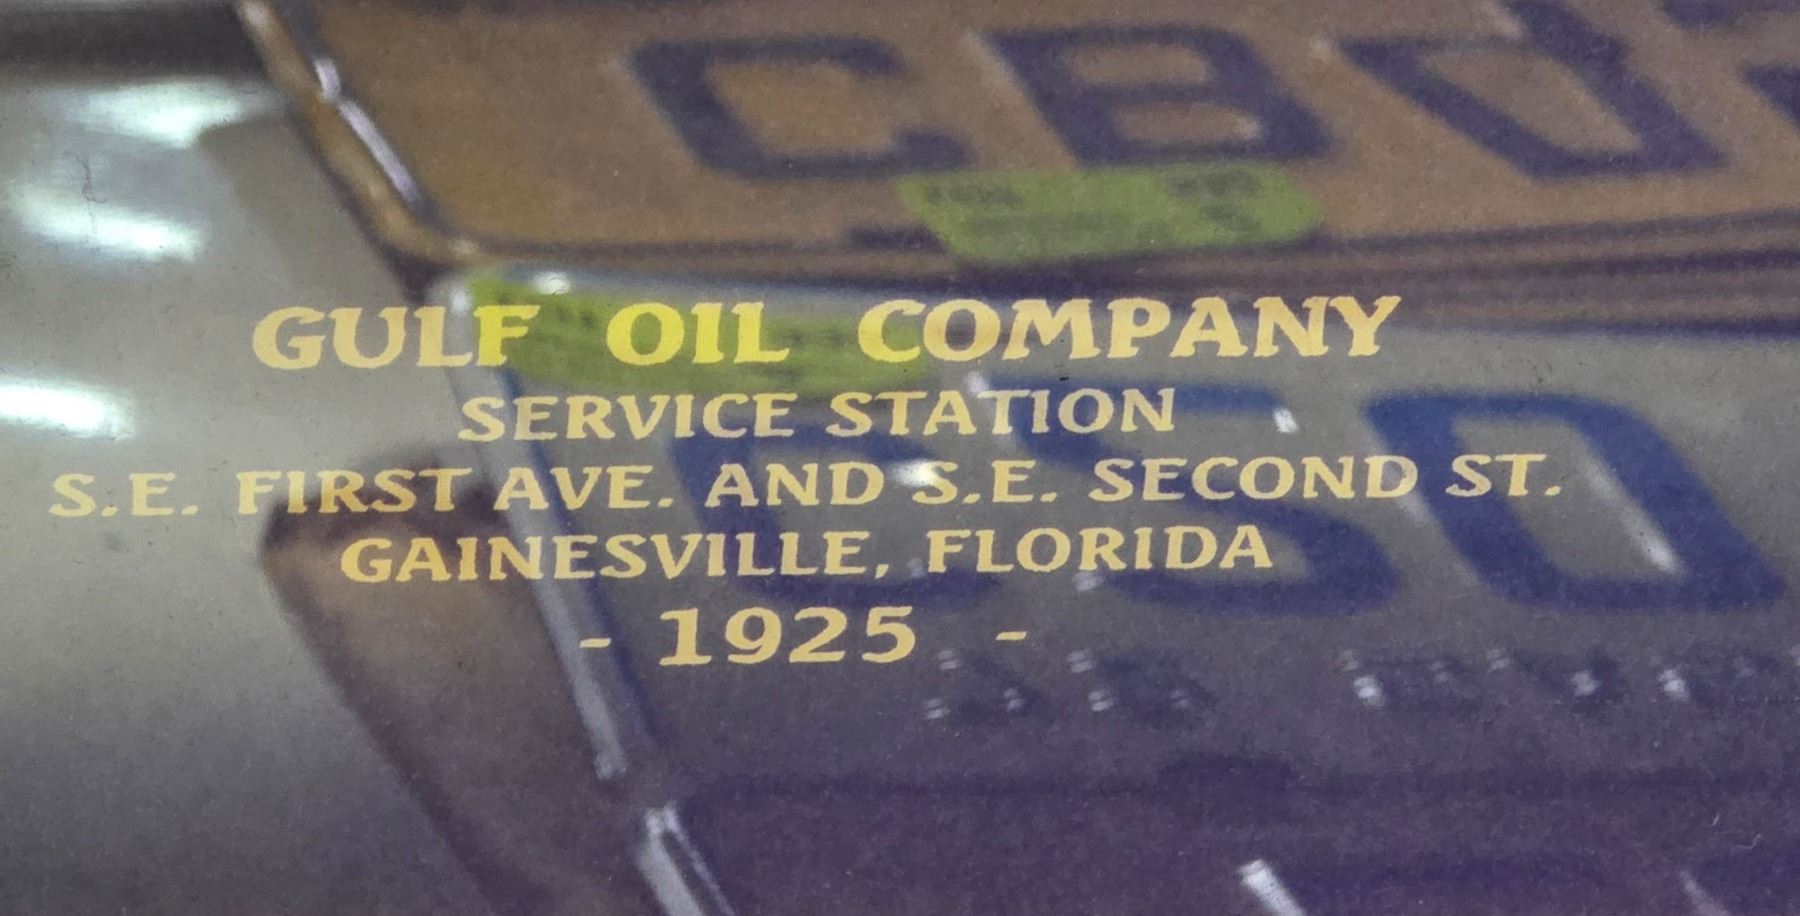 GULF OIL COMPANY
SERVICE STATION
S.E. FIRST AVE. AND S.E. SECOND ST.
GAINESVILLE, FLORIDA
- 1925 -